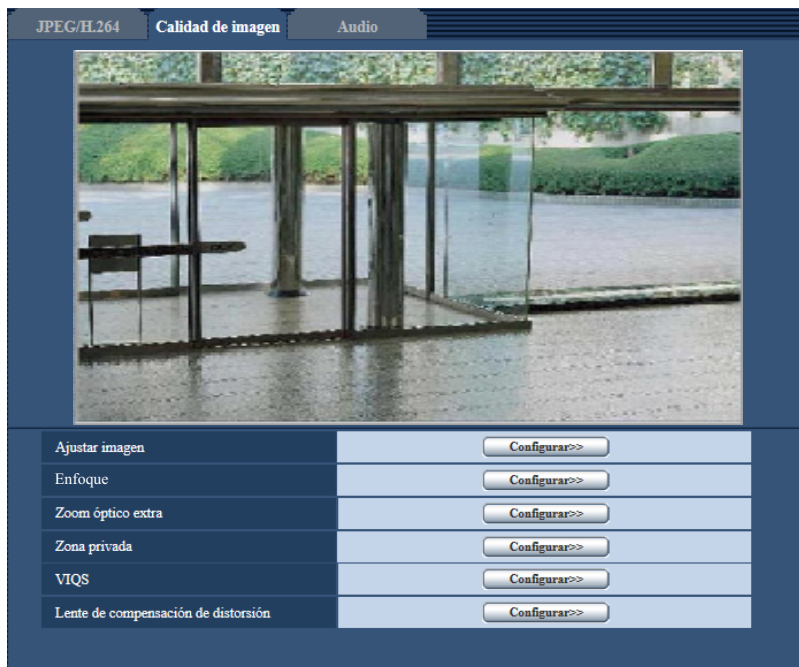 JPEG/H.264 Calidad de imagen Audio
Ajustar imagen Configurar>>
Enfoque Configurar>>
Zoom óptico extra Configurar>>
Zona privada Configurar>>
VIQS Configurar>>
Lente de compensación de distorsión Configurar>>